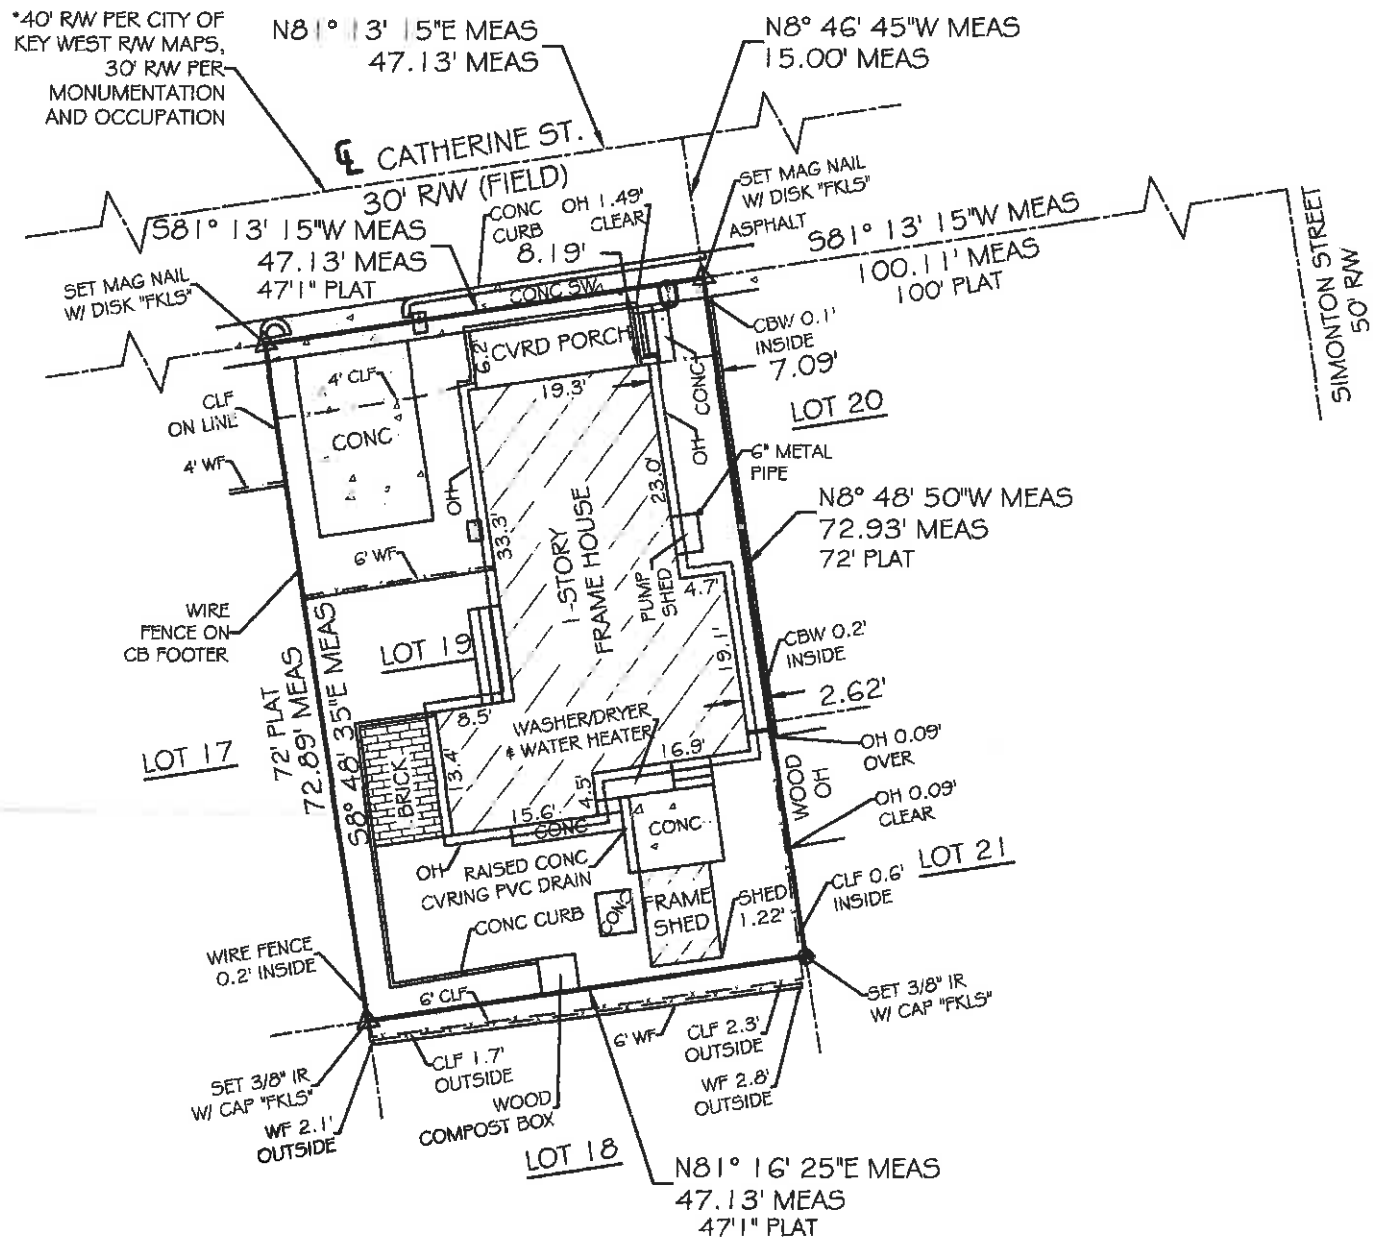 *40' R/W PER CITY OF
KEY WEST R/W MAPS,
30' R/W PER
MONUMENTATION
AND OCCUPATION
N81° 13' 15"E MEAS
47.13' MEAS
N8° 46' 45"W MEAS
15.00' MEAS
℄ CATHERINE ST.
30' R/W (FIELD)
SET MAG NAIL
W/ DISK "FKLS"
ASPHALT
S81° 13' 15"W MEAS
47.13' MEAS
47'1" PLAT
CONC
CURB
OH 1.49'
CLEAR
8.19'
S81° 13' 15"W MEAS
100.11' MEAS
100' PLAT
SIMONTON STREET
50' R/W
SET MAG NAIL
W/ DISK "FKLS"
CONC SW
CVRD PORCH
6.2'
19.3'
CBW 0.1'
INSIDE
7.09'
LOT 20
CLF
ON LINE
4' CLF
CONC
4' WF
OH
CONC
OH
6" METAL
PIPE
23.0'
33.3'
1-STORY
FRAME HOUSE
N8° 48' 50"W MEAS
72.93' MEAS
72' PLAT
6' WF
PUMP
SHED
4.7'
WIRE
FENCE ON
CB FOOTER
LOT 19
19.1'
CBW 0.2'
INSIDE
2.62'
72' PLAT
72.89' MEAS
S8° 48' 35"E MEAS
LOT 17
8.5'
WASHER/DRYER
& WATER HEATER
16.9'
OH 0.09'
OVER
BRICK
13.4'
4.5'
15.6'
CONC
CONC
WOOD
OH
OH 0.09'
CLEAR
LOT 21
OH
RAISED CONC
CVRING PVC DRAIN
CLF 0.6'
INSIDE
CONC CURB
CONC
FRAME
SHED
SHED
1.22'
WIRE FENCE
0.2' INSIDE
6' CLF
SET 3/8" IR
W/ CAP "FKLS"
6' WF
CLF 2.3'
OUTSIDE
CLF 1.7'
OUTSIDE
SET 3/8" IR
W/ CAP "FKLS"
WF 2.8'
OUTSIDE
WOOD
COMPOST BOX
WF 2.1'
OUTSIDE
LOT 18
N81° 16' 25"E MEAS
47.13' MEAS
47'1" PLAT